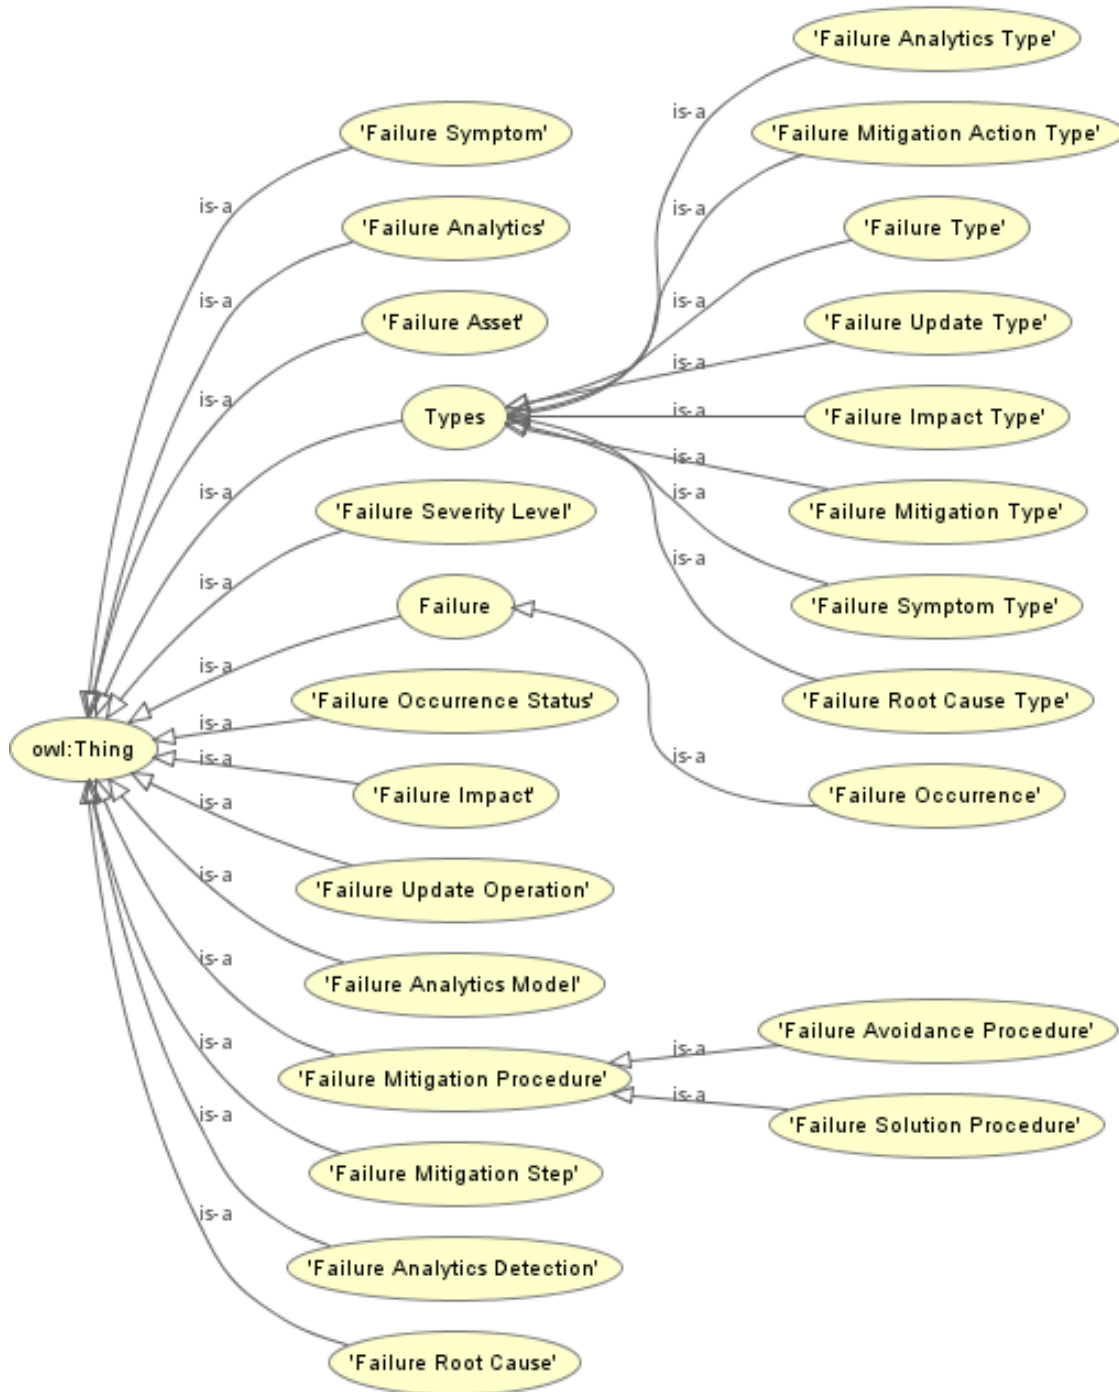 'Failure Analytics Type'
is-a
'Failure Symptom'
'Failure Mitigation Action Type'
is-a
is-a
'Failure Analytics'
'Failure Type'
is-a
is-a
'Failure Asset'
'Failure Update Type'
is-a
is-a
Types
is-a
'Failure Impact Type'
is-a
is-a
is-a
'Failure Severity Level'
'Failure Mitigation Type'
is-a
is-a
Failure
'Failure Symptom Type'
is-a
'Failure Occurrence Status'
'Failure Root Cause Type'
is-a
owl:Thing
is-a
is-a
'Failure Impact'
'Failure Occurrence'
is-a
is-a
'Failure Update Operation'
is-a
'Failure Analytics Model'
is-a
'Failure Avoidance Procedure'
is-a
'Failure Mitigation Procedure'
is-a
is-a
'Failure Solution Procedure'
'Failure Mitigation Step'
is-a
is-a
'Failure Analytics Detection'
'Failure Root Cause'